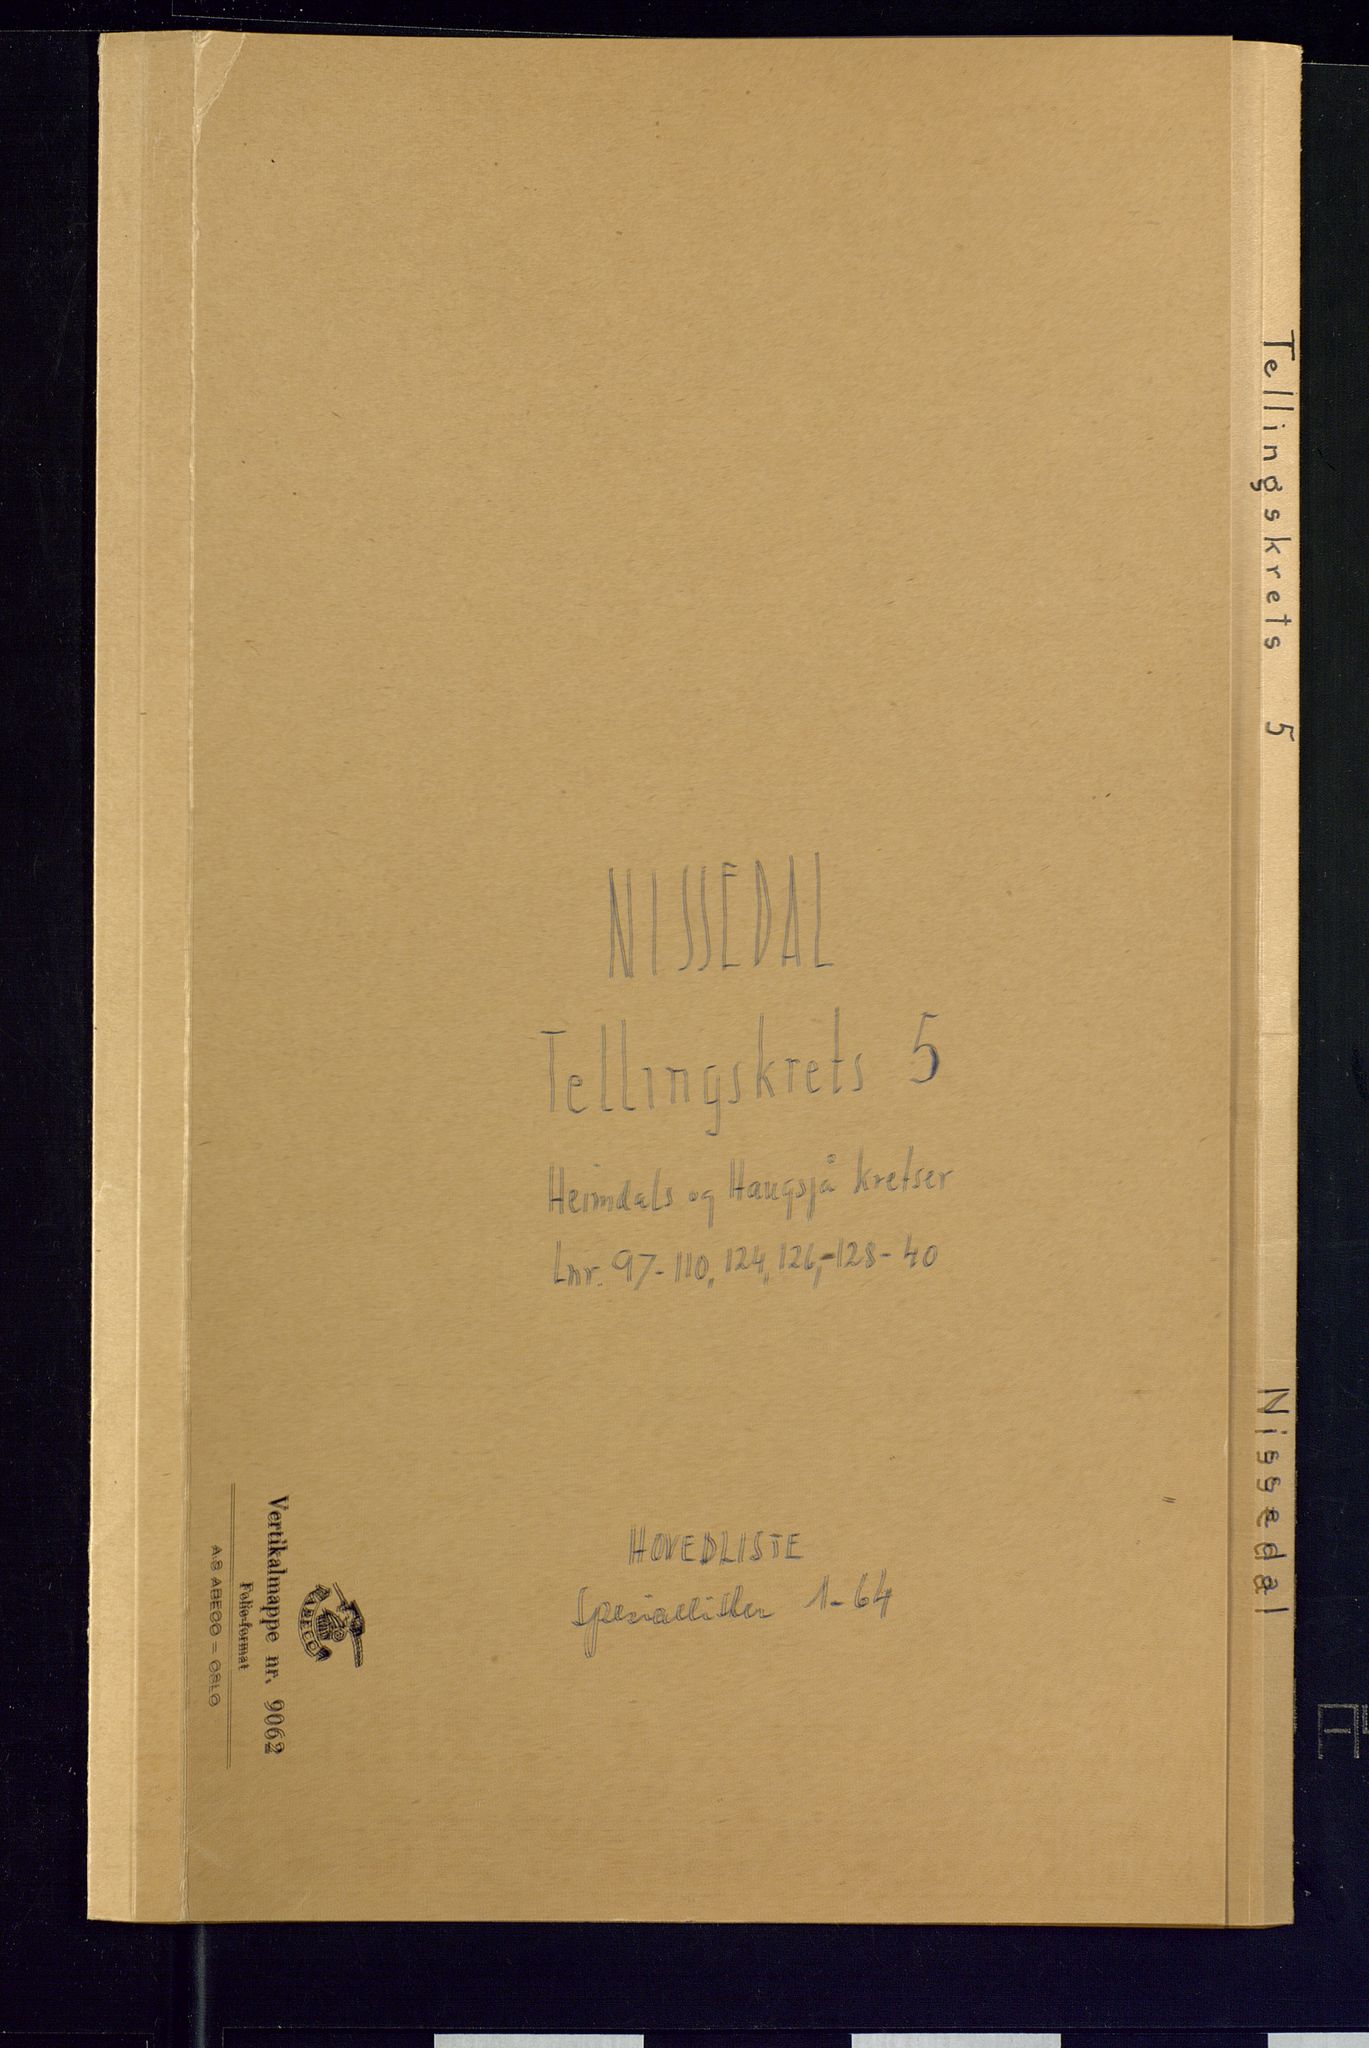 NISSEDAL
Tellingskrets 5
Heimdals og Haugsjå kretser
Lnr. 97-110, 124, 126,-128-40
HOVEDLISTE
Spesiallister 1-64
Tellingskrets 5
Nissedal
ABECO
Vertikalmappe nr. 9062
Folio-format
A.S ABECO - OSLO